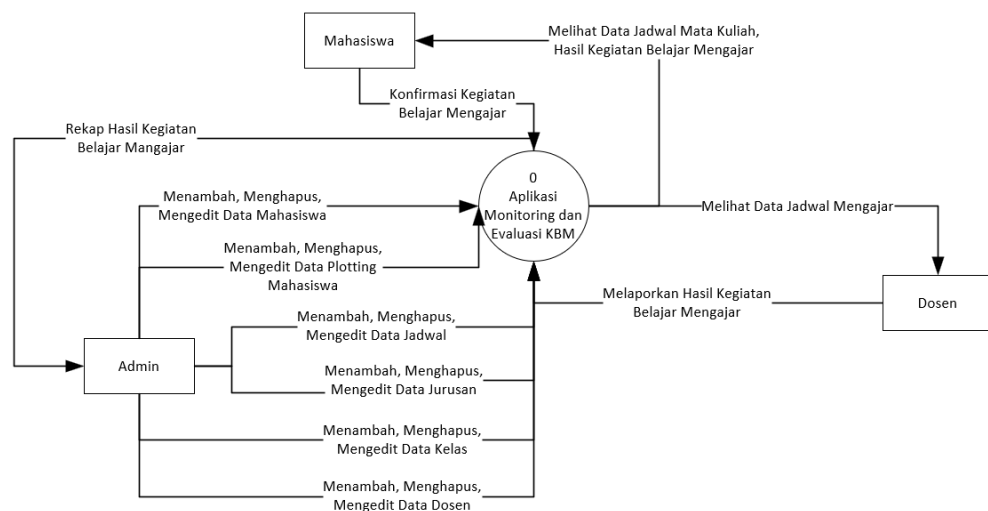 Mahasiswa
Melihat Data Jadwal Mata Kuliah,
Hasil Kegiatan Belajar Mengajar
Konfirmasi Kegiatan
Belajar Mengajar
Rekap Hasil Kegiatan
Belajar Mangajar
0
Aplikasi
Monitoring dan
Evaluasi KBM
Menambah, Menghapus,
Mengedit Data Mahasiswa
Melihat Data Jadwal Mengajar
Menambah, Menghapus,
Mengedit Data Plotting
Mahasiswa
Melaporkan Hasil Kegiatan
Belajar Mengajar
Dosen
Menambah, Menghapus,
Mengedit Data Jadwal
Admin
Menambah, Menghapus,
Mengedit Data Jurusan
Menambah, Menghapus,
Mengedit Data Kelas
Menambah, Menghapus,
Mengedit Data Dosen